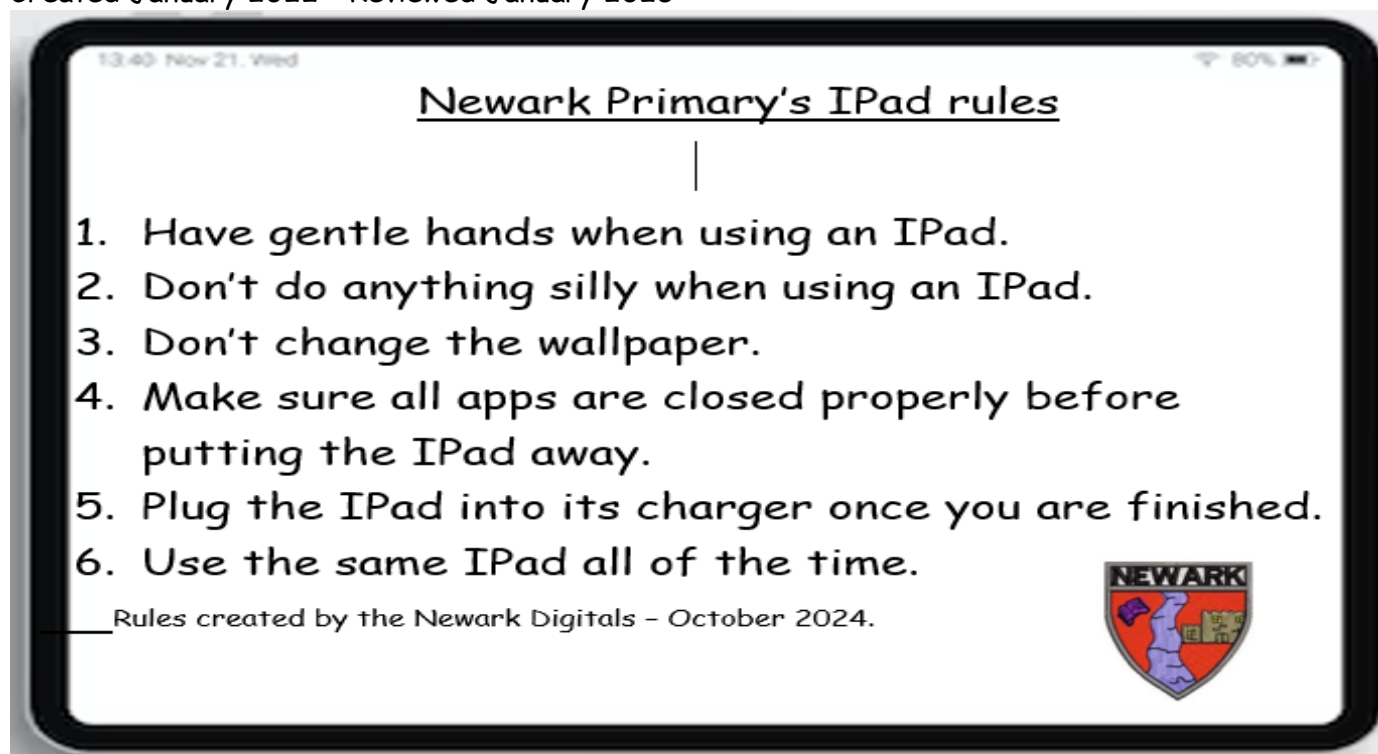 13:40 Nov 21. Wed
80%
Newark Primary's IPad rules
1. Have gentle hands when using an IPad.
2. Don't do anything silly when using an IPad.
3. Don't change the wallpaper.
4. Make sure all apps are closed properly before
putting the IPad away.
5. Plug the IPad into its charger once you are finished.
6. Use the same IPad all of the time.
NEWARK
Rules created by the Newark Digitals – October 2024.